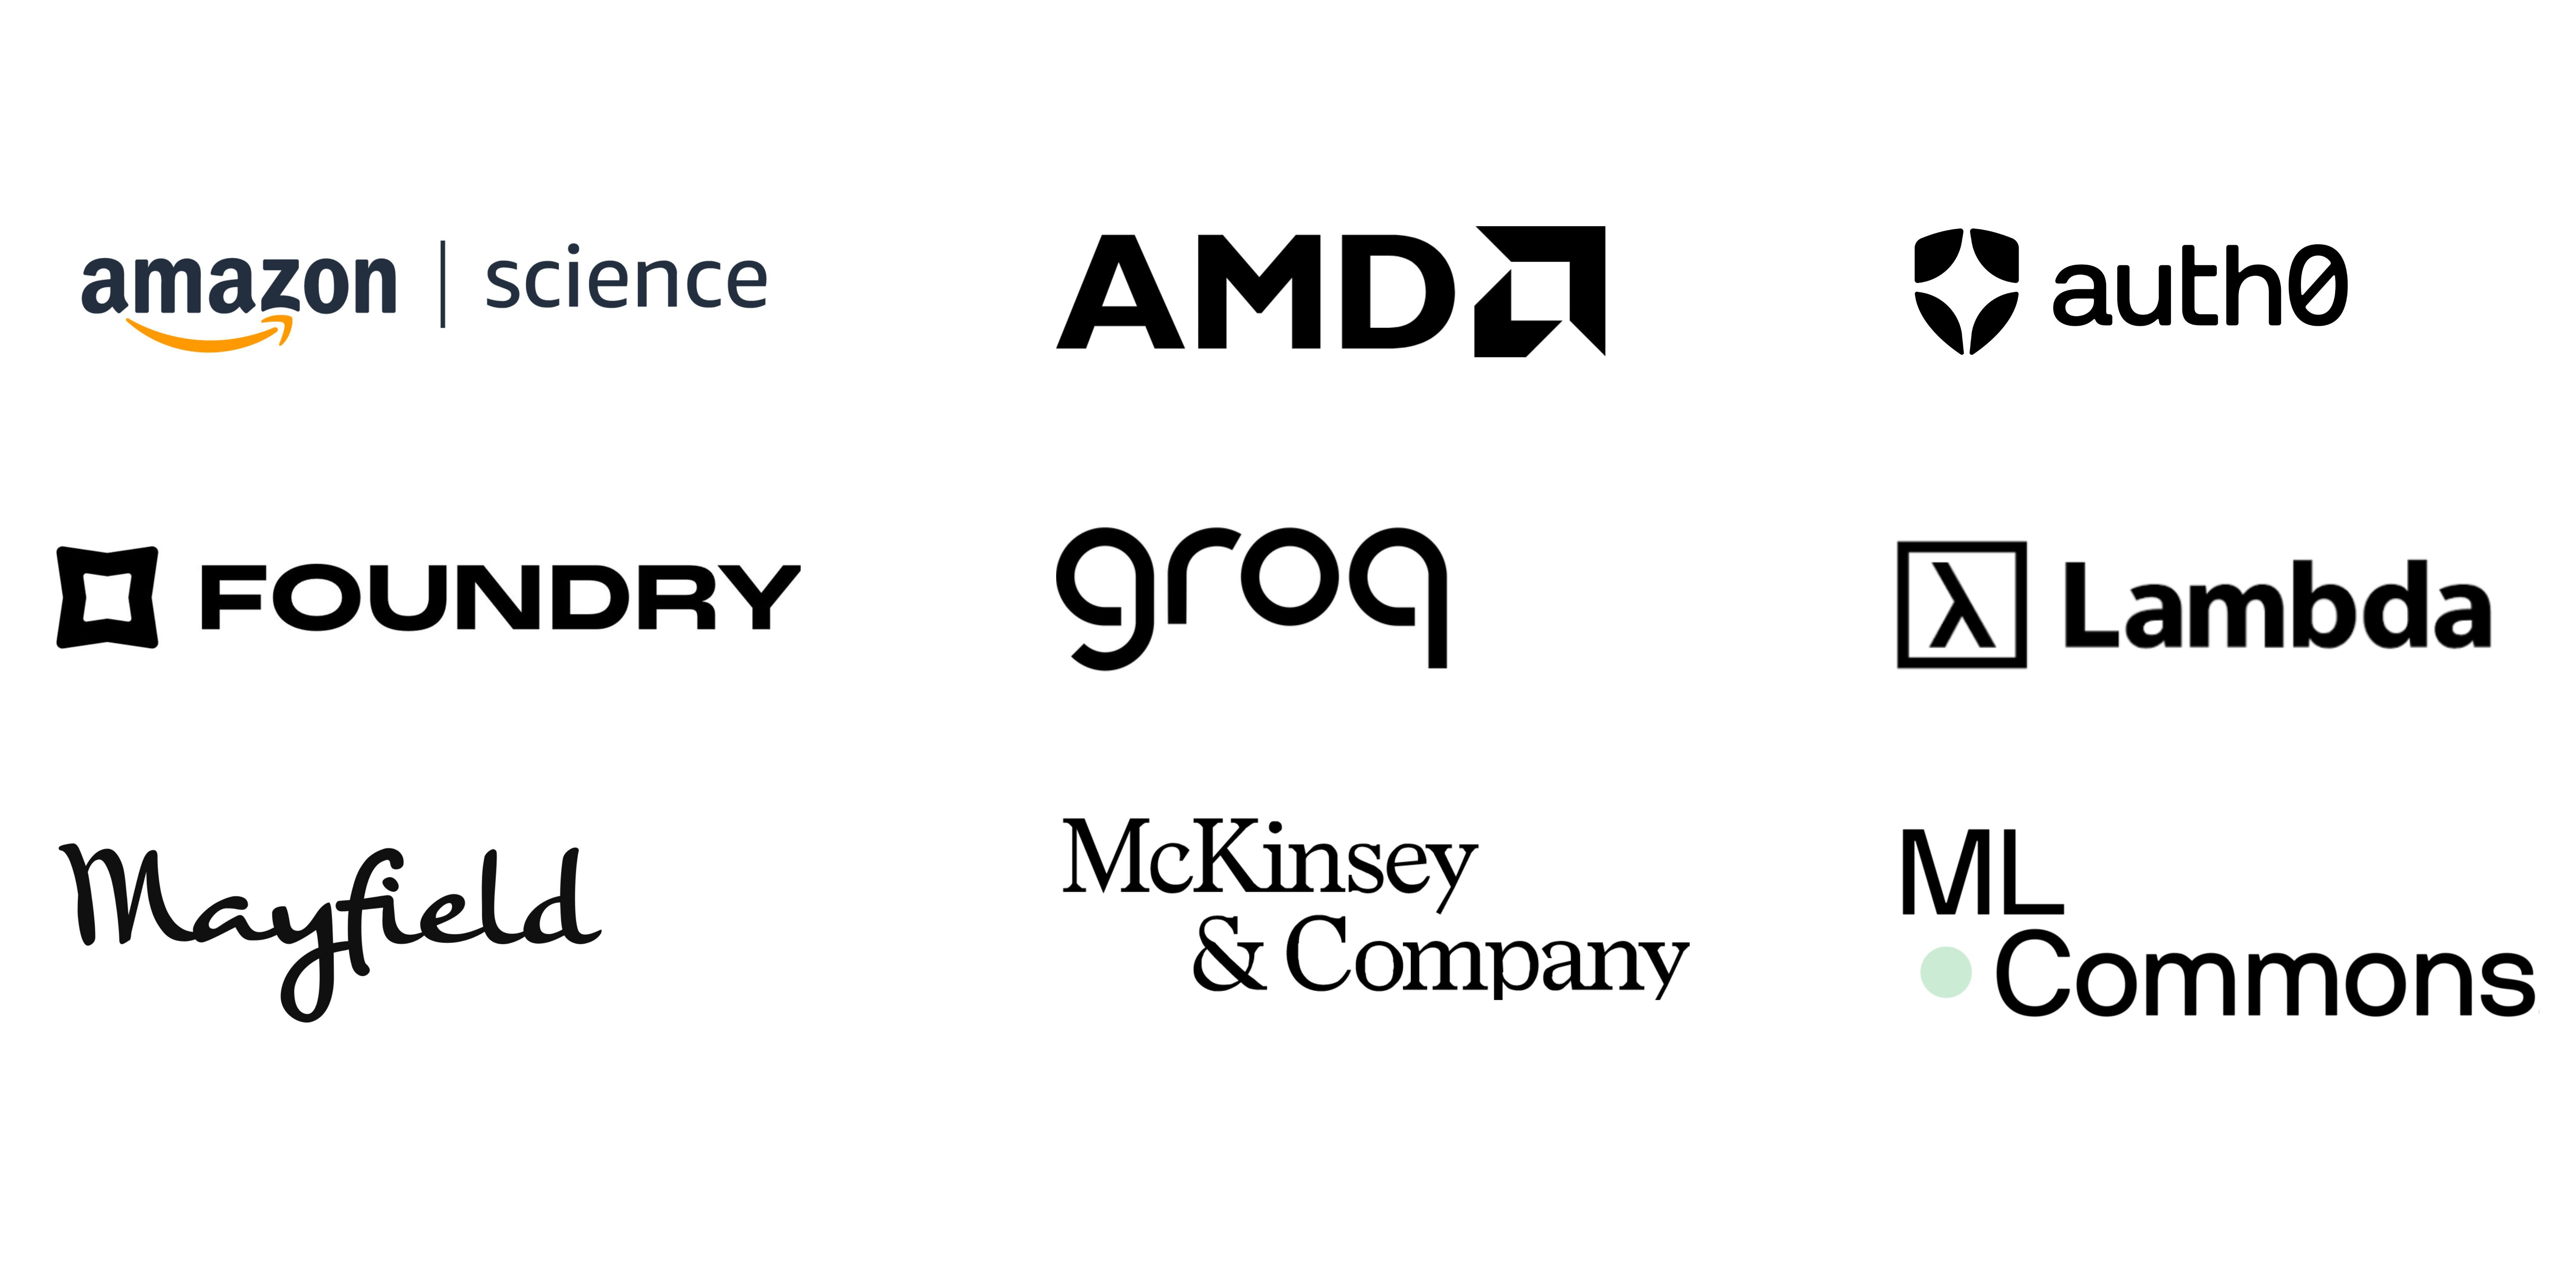 amazon | science
AMD
auth0
FOUNDRY
groq
λ Lambda
Mayfield
McKinsey
& Company
ML
Commons